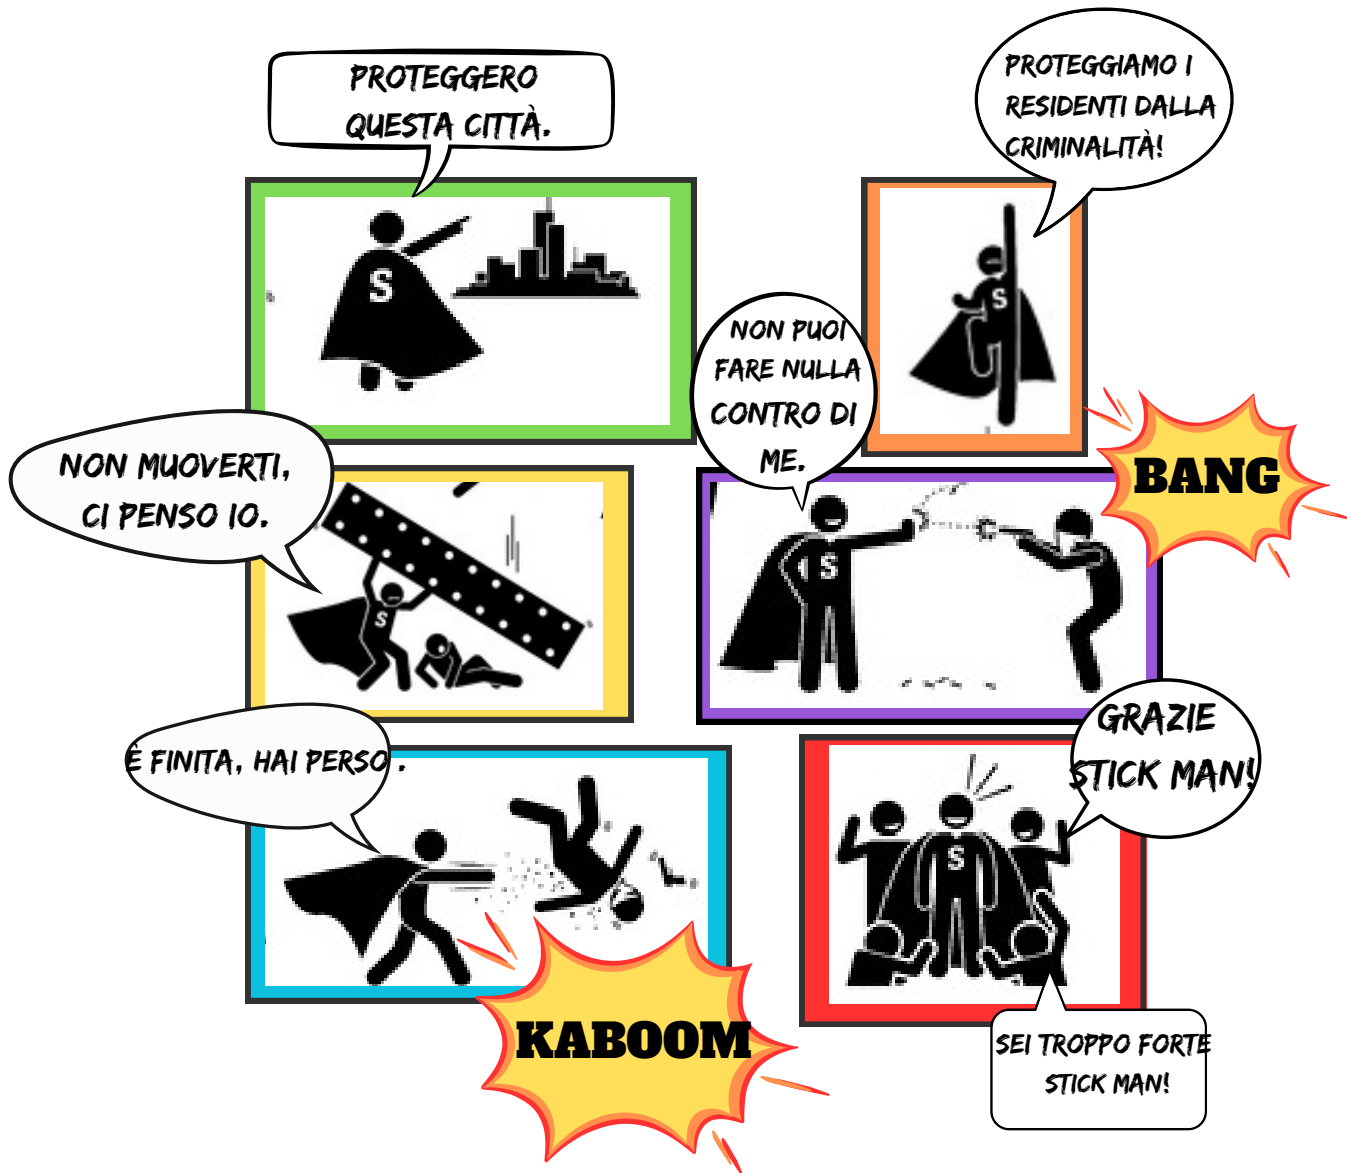 PROTEGGERO
QUESTA CITTÀ.
PROTEGGIAMO I
RESIDENTI DALLA
CRIMINALITÀ!
S
S
NON MUOVERTI,
CI PENSO IO.
S
NON PUOI
FARE NULLA
CONTRO DI
ME.
S
BANG
È FINITA, HAI PERSO.
KABOOM
GRAZIE
STICK MAN!
S
SEI TROPPO FORTE
STICK MAN!